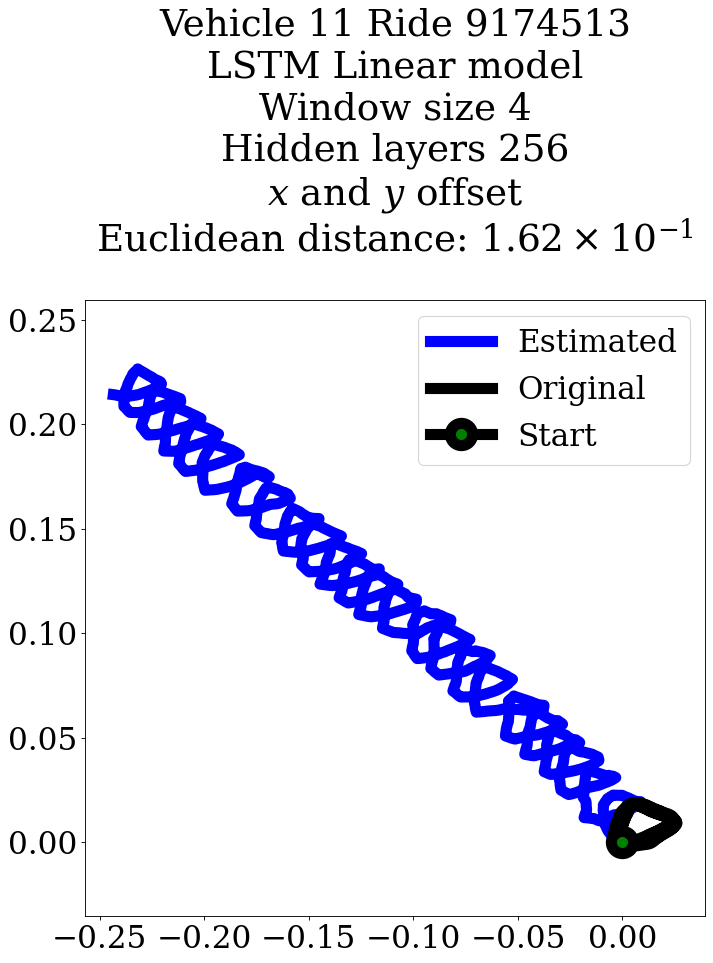 Vehicle 11 Ride 9174513
LSTM Linear model
Window size 4
Hidden layers 256
x and y offset
Euclidean distance: 1.62 × 10⁻¹
Estimated
Original
Start
0.25
0.20
0.15
0.10
0.05
0.00
−0.25 −0.20 −0.15 −0.10 −0.05 0.00